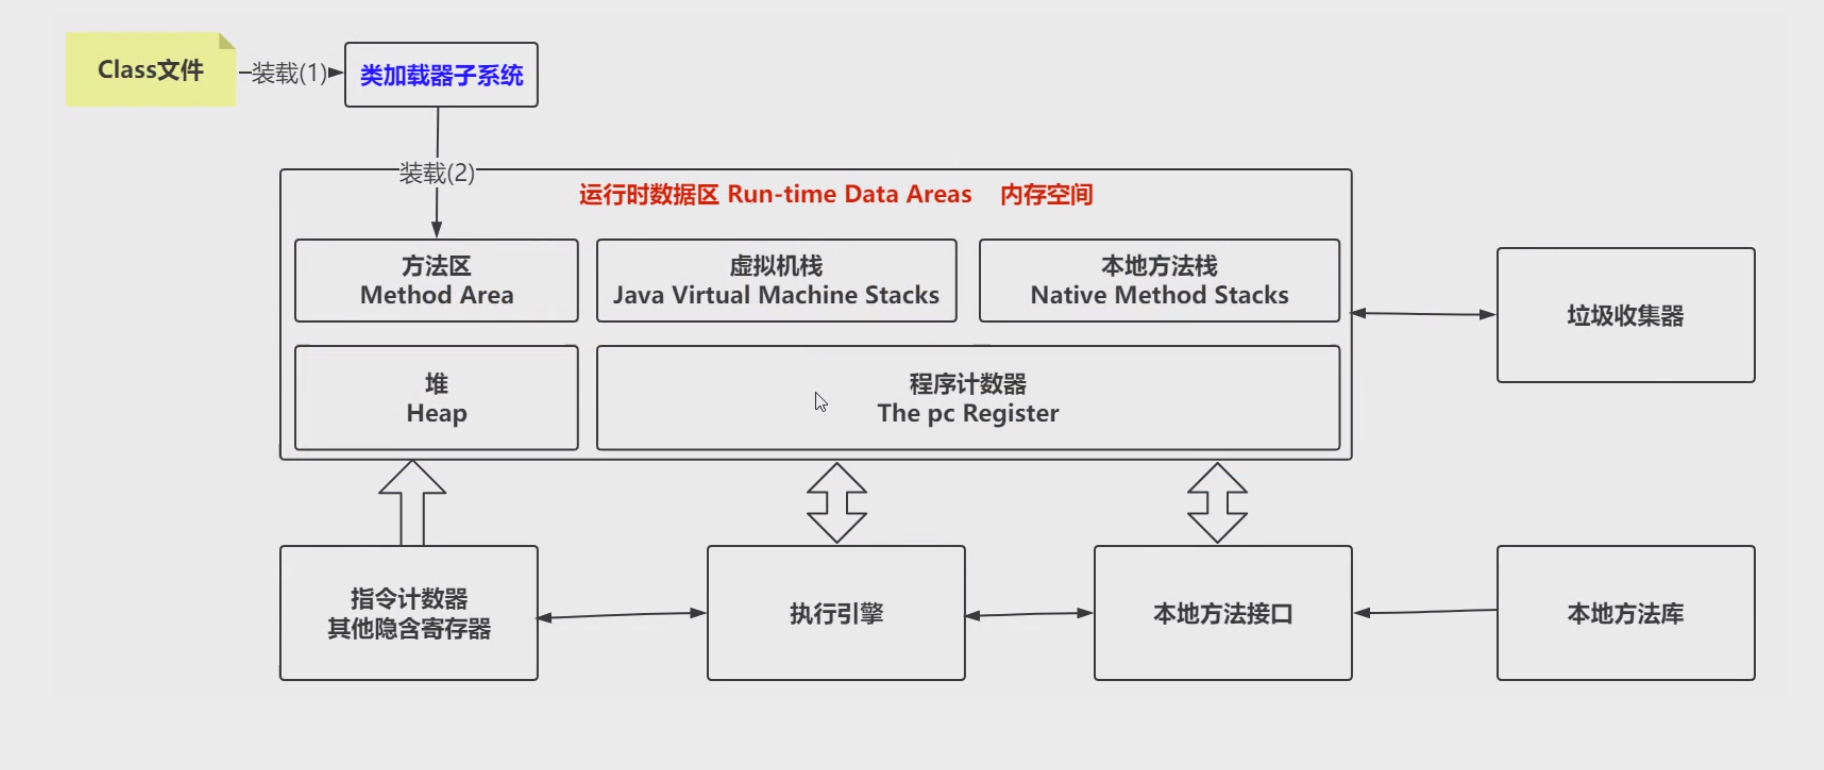 Class文件
装载(1)
类加载器子系统
装载(2)
运行时数据区 Run-time Data Areas 内存空间
方法区
Method Area
虚拟机栈
Java Virtual Machine Stacks
本地方法栈
Native Method Stacks
垃圾收集器
堆
Heap
程序计数器
The pc Register
指令计数器
其他隐含寄存器
执行引擎
本地方法接口
本地方法库